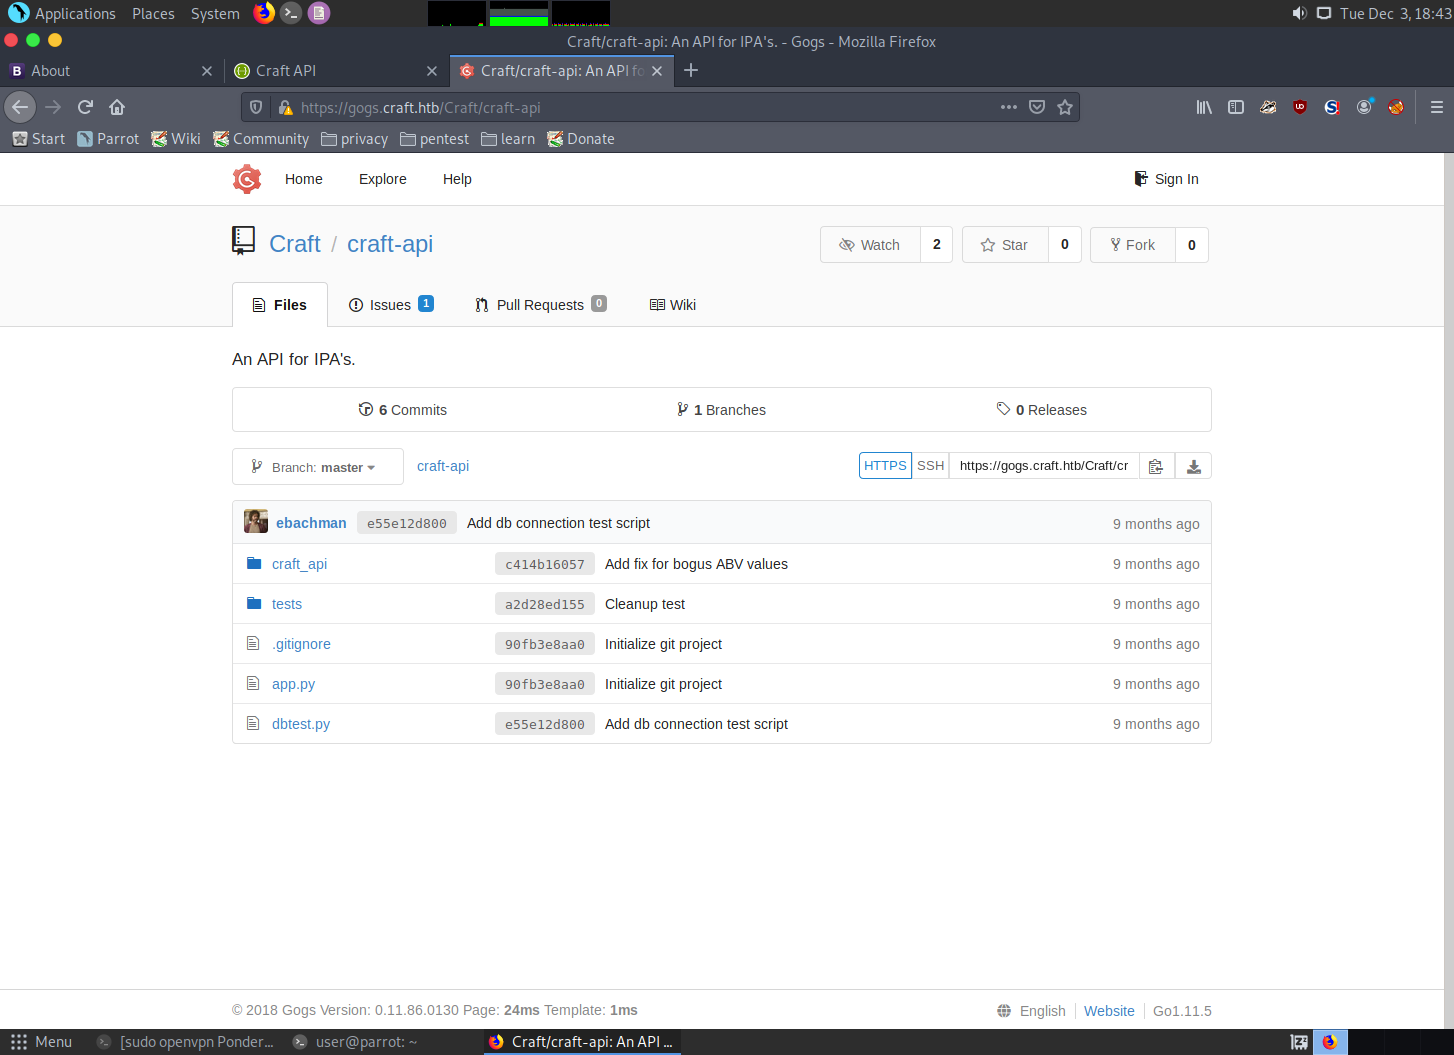 Applications Places System Tue Dec 3, 18:43
Craft/craft-api: An API for IPA's. - Gogs - Mozilla Firefox
B About Craft API Craft/craft-api: An API fo
https://gogs.craft.htb/Craft/craft-api
Start Parrot Wiki Community privacy pentest learn Donate
Home Explore Help Sign In
Craft / craft-api Watch 2 Star 0 Fork 0
Files Issues 1 Pull Requests 0 Wiki
An API for IPA's.
6 Commits 1 Branches 0 Releases
Branch: master craft-api HTTPS SSH https://gogs.craft.htb/Craft/cr
ebachman e55e12d800 Add db connection test script 9 months ago
craft_api c414b16057 Add fix for bogus ABV values 9 months ago
tests a2d28ed155 Cleanup test 9 months ago
.gitignore 90fb3e8aa0 Initialize git project 9 months ago
app.py 90fb3e8aa0 Initialize git project 9 months ago
dbtest.py e55e12d800 Add db connection test script 9 months ago
© 2018 Gogs Version: 0.11.86.0130 Page: 24ms Template: 1ms English Website Go1.11.5
Menu [sudo openvpn Ponder... user@parrot: ~ Craft/craft-api: An API ...